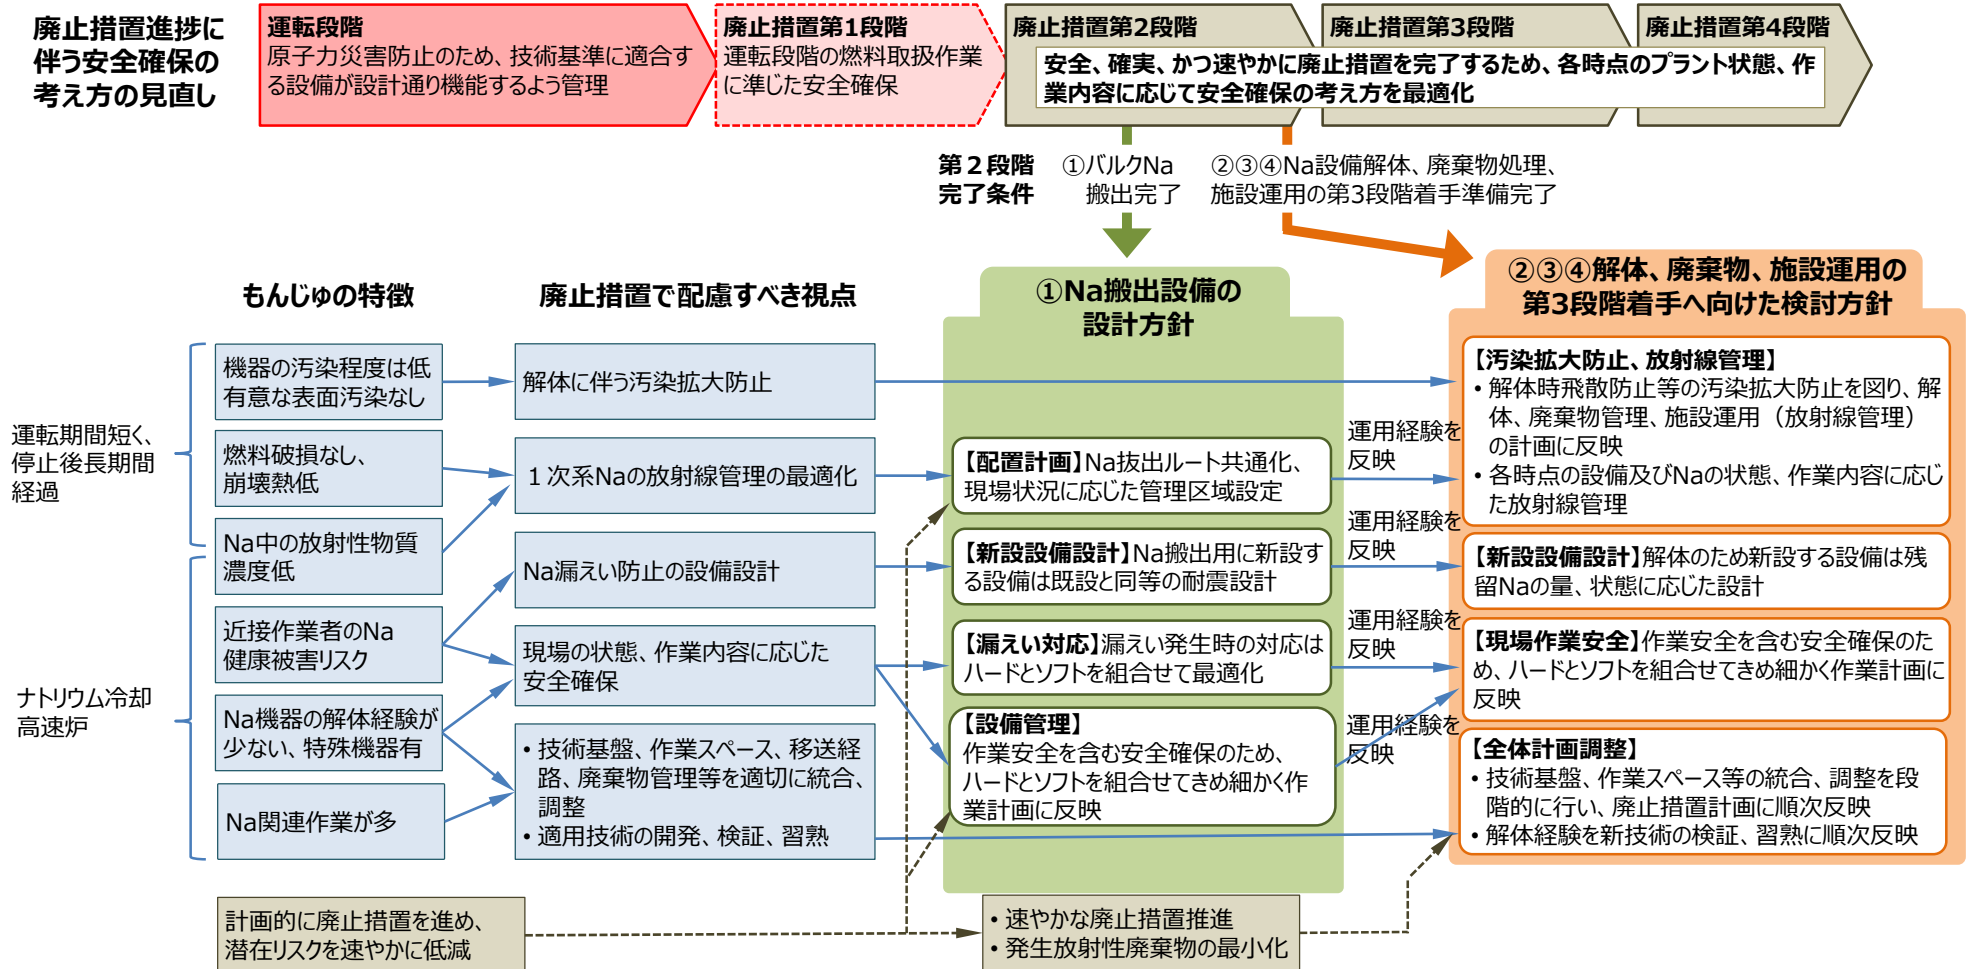 廃止措置進捗に
伴う安全確保の
考え方の見直し
運転段階
原子力災害防止のため、技術基準に適合す
る設備が設計通り機能するよう管理
廃止措置第1段階
運転段階の燃料取扱作業
に準じた安全確保
廃止措置第2段階
廃止措置第3段階
廃止措置第4段階
安全、確実、かつ速やかに廃止措置を完了するため、各時点のプラント状態、作
業内容に応じて安全確保の考え方を最適化
第２段階
完了条件
①バルクNa
搬出完了
②③④Na設備解体、廃棄物処理、
施設運用の第3段階着手準備完了
もんじゅの特徴
廃止措置で配慮すべき視点
①Na搬出設備の
設計方針
②③④解体、廃棄物、施設運用の
第3段階着手へ向けた検討方針
運転期間短く、
停止後長期間
経過
ナトリウム冷却
高速炉
機器の汚染程度は低
有意な表面汚染なし
燃料破損なし、
崩壊熱低
Na中の放射性物質
濃度低
近接作業者のNa
健康被害リスク
Na機器の解体経験が
少ない、特殊機器有
Na関連作業が多
解体に伴う汚染拡大防止
１次系Naの放射線管理の最適化
Na漏えい防止の設備設計
現場の状態、作業内容に応じた
安全確保
• 技術基盤、作業スペース、移送経
路、廃棄物管理等を適切に統合、
調整
• 適用技術の開発、検証、習熟
【配置計画】Na抜出ルート共通化、
現場状況に応じた管理区域設定
【新設設備設計】Na搬出用に新設す
る設備は既設と同等の耐震設計
【漏えい対応】漏えい発生時の対応は
ハードとソフトを組合せて最適化
【設備管理】
作業安全を含む安全確保のため、
ハードとソフトを組合せてきめ細かく作
業計画に反映
運用経験を
反映
運用経験を
反映
運用経験を
反映
運用経験を
反映
【汚染拡大防止、放射線管理】
• 解体時飛散防止等の汚染拡大防止を図り、解
体、廃棄物管理、施設運用（放射線管理）
の計画に反映
• 各時点の設備及びNaの状態、作業内容に応じ
た放射線管理
【新設設備設計】解体のため新設する設備は残
留Naの量、状態に応じた設計
【現場作業安全】作業安全を含む安全確保のた
め、ハードとソフトを組合せてきめ細かく作業計画に
反映
【全体計画調整】
• 技術基盤、作業スペース等の統合、調整を段
階的に行い、廃止措置計画に順次反映
• 解体経験を新技術の検証、習熟に順次反映
計画的に廃止措置を進め、
潜在リスクを速やかに低減
• 速やかな廃止措置推進
• 発生放射性廃棄物の最小化